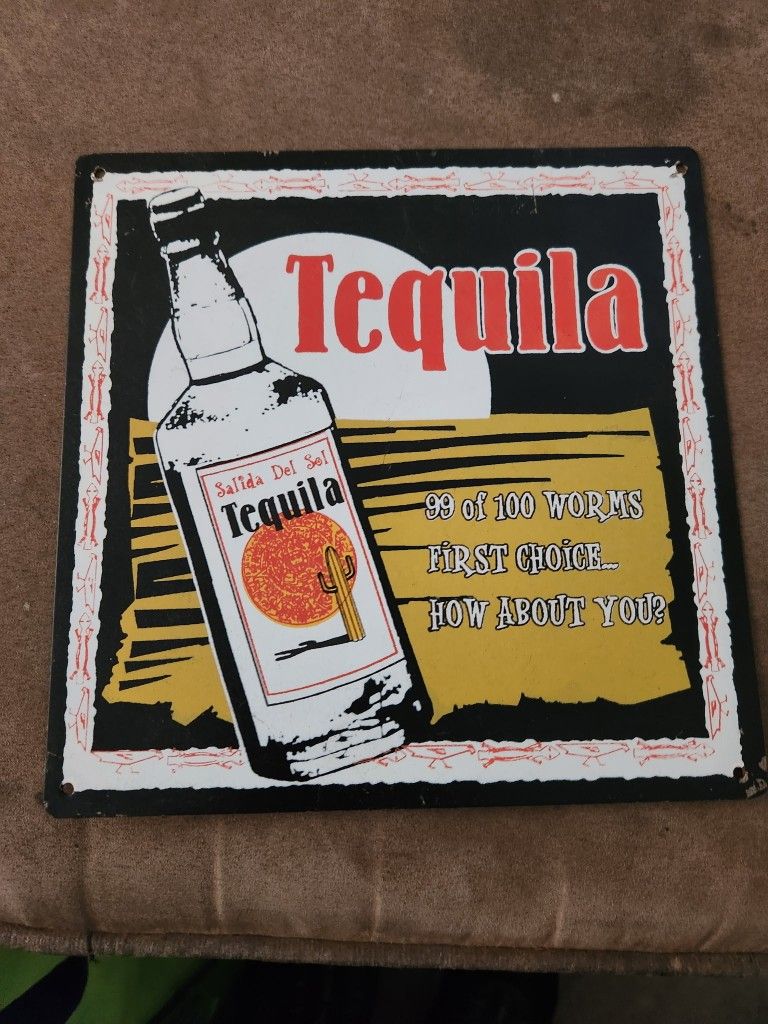 Tequila
Salida Del Sol
Tequila
99 of 100 WORMS
FiRST CHOiCE...
HOW ABOUT YOU?